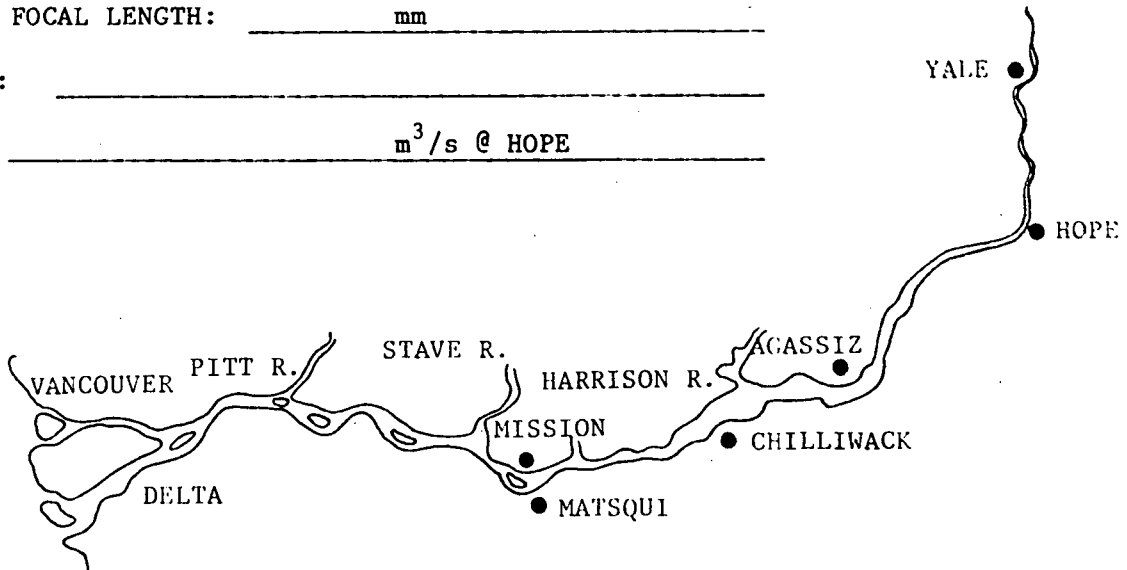 FOCAL LENGTH: mm
:
m³/s @ HOPE
YALE
HOPE
AGASSIZ
STAVE R.
PITT R.
HARRISON R.
VANCOUVER
MISSION
CHILLIWACK
DELTA
MATSQUI